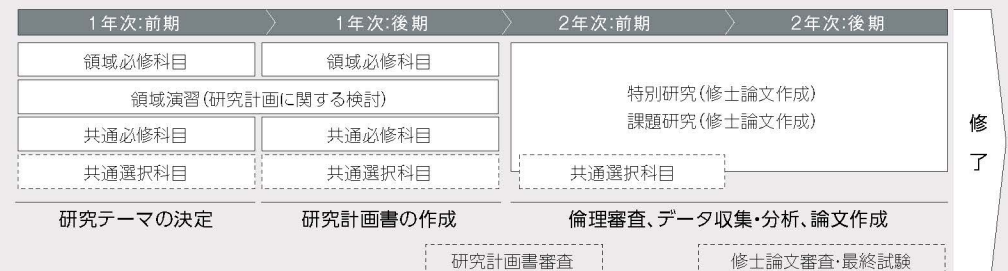 1年次:前期
1年次:後期
2年次:前期
2年次:後期
領域必修科目
領域必修科目
領域演習(研究計画に関する検討)
共通必修科目
共通必修科目
共通選択科目
共通選択科目
特別研究(修士論文作成)
課題研究(修士論文作成)
共通選択科目
修了
研究テーマの決定
研究計画書の作成
倫理審査、データ収集・分析、論文作成
研究計画書審査
修士論文審査・最終試験